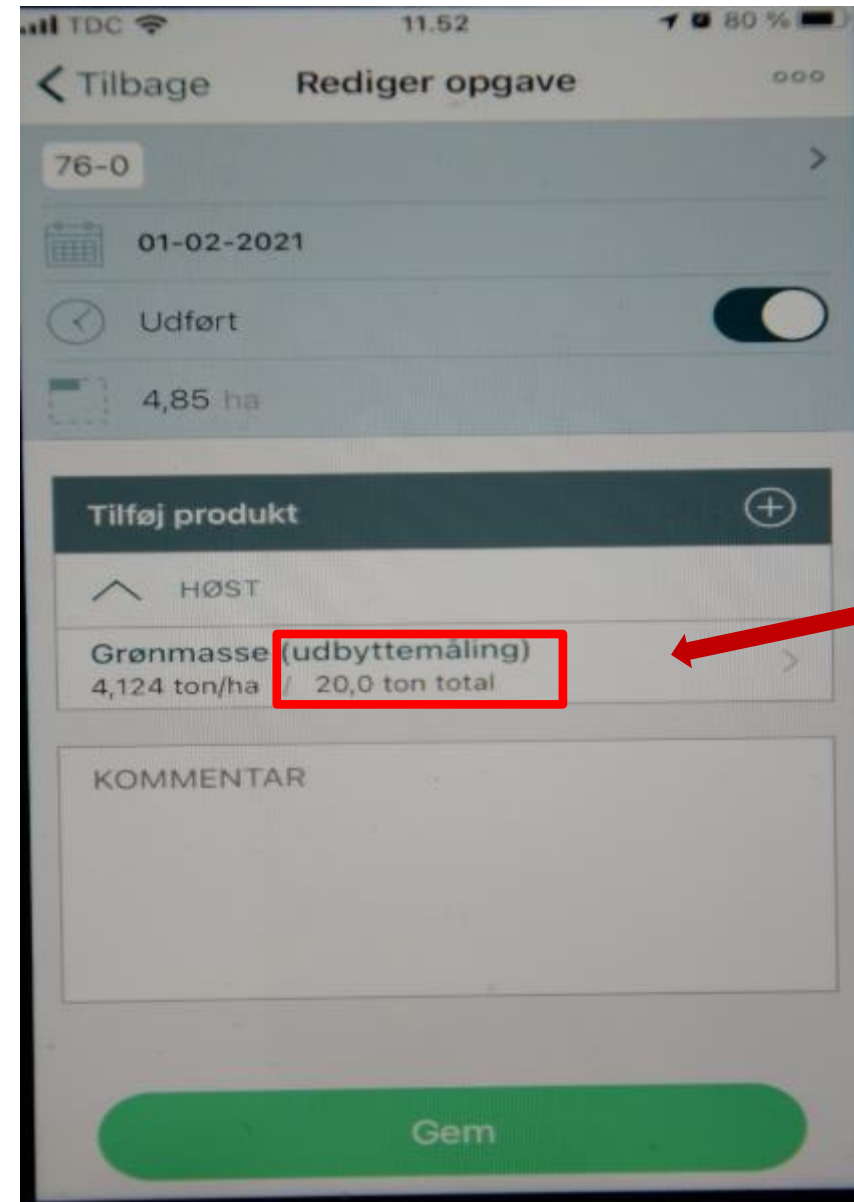 TDC 11.52 80 %
Tilbage Rediger opgave
76-0
01-02-2021
Udført
4,85 ha
Tilføj produkt
HØST
Grønmasse (udbyttemåling)
4,124 ton/ha / 20,0 ton total
KOMMENTAR
Gem